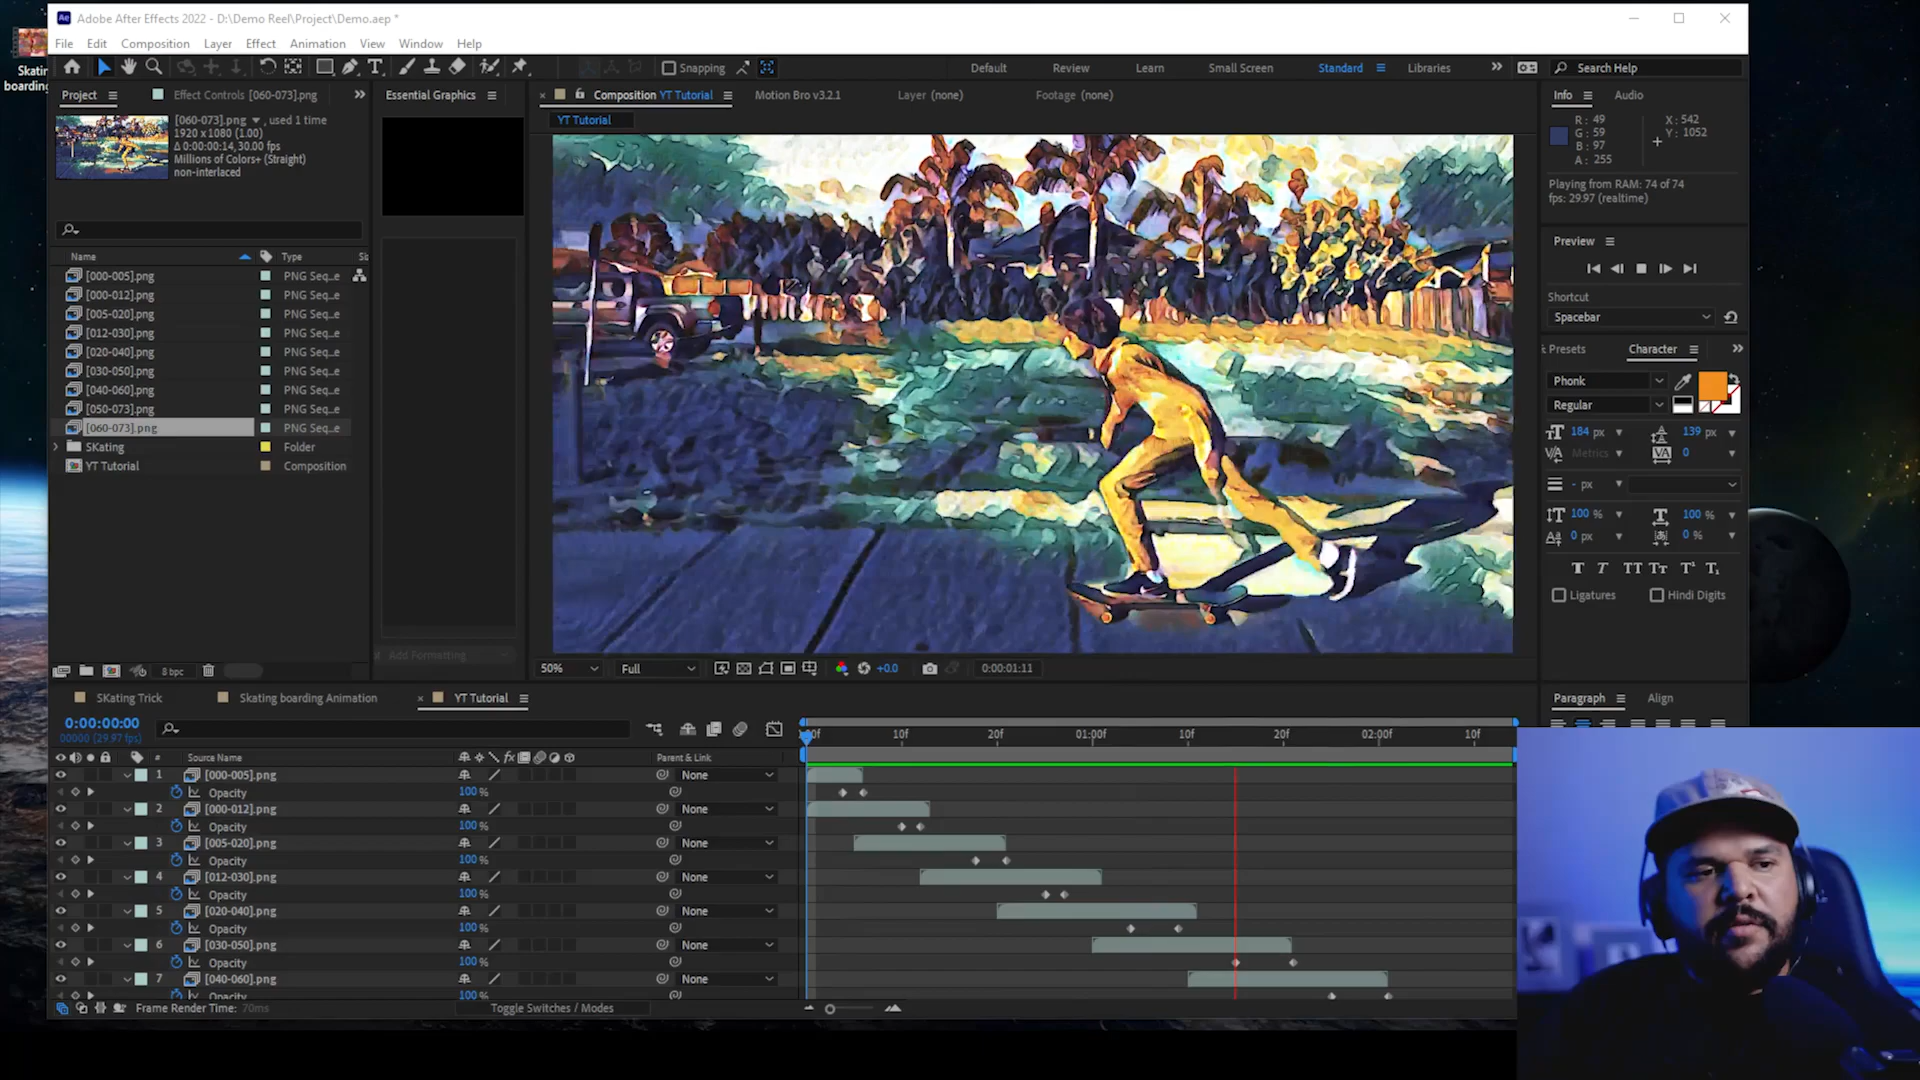 Skatin
boarding
Adobe After Effects 2022 - D:\Demo Reel\Project\Demo.aep *
File Edit Composition Layer Effect Animation View Window Help
Snapping
Default Review Learn Small Screen Standard Libraries
Search Help
Project
Effect Controls [060-073].png
Essential Graphics
Composition YT Tutorial
Motion Bro v3.2.1
Layer (none)
Footage (none)
Info Audio
YT Tutorial
[060-073].png , used 1 time
1920 x 1080 (1.00)
Δ 0:00:00:14, 30.00 fps
Millions of Colors+ (Straight)
non-interlaced
R: 49
G: 59
B: 97
A: 255
X: 542
Y: 1052
Playing from RAM: 74 of 74
fps: 29.97 (realtime)
Preview
Shortcut
Spacebar
Name Type Si
[000-005].png PNG Seq...e
[000-012].png PNG Seq...e
[005-020].png PNG Seq...e
[012-030].png PNG Seq...e
[020-040].png PNG Seq...e
[030-050].png PNG Seq...e
[040-060].png PNG Seq...e
[050-073].png PNG Seq...e
[060-073].png PNG Seq...e
SKating Folder
YT Tutorial Composition
Presets Character
Phonk
Regular
184 px 139 px
Metrics 0
- px
100 % 100 %
0 px 0 %
T T TT Tт T¹ T₁
Ligatures Hindi Digits
Add Formatting
8 bpc
50% Full +0.0 0:00:01:11
SKating Trick
Skating boarding Animation
YT Tutorial
Paragraph Align
0:00:00:00
00000 (29.97 fps)
:00f 10f 20f 01:00f 10f 20f 02:00f 10f
# Source Name fx Parent & Link
1 [000-005].png None
Opacity 100 %
2 [000-012].png None
Opacity 100 %
3 [005-020].png None
Opacity 100 %
4 [012-030].png None
Opacity 100 %
5 [020-040].png None
Opacity 100 %
6 [030-050].png None
Opacity 100 %
7 [040-060].png None
Opacity 100 %
Frame Render Time: 70ms
Toggle Switches / Modes